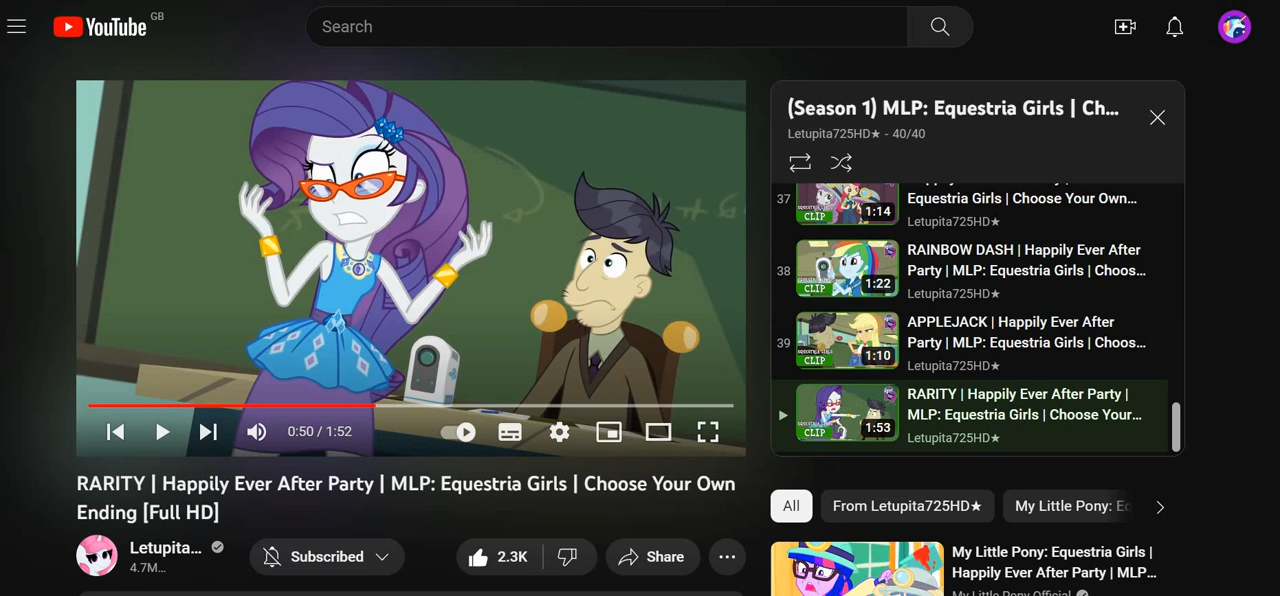 YouTube
GB
Search
0:50 / 1:52
RARITY | Happily Ever After Party | MLP: Equestria Girls | Choose Your Own
Ending [Full HD]
Letupita...
4.7M...
Subscribed
2.3K
Share
(Season 1) MLP: Equestria Girls | Ch...
Letupita725HD★ - 40/40
37
CLIP
1:14
Equestria Girls | Choose Your Own...
Letupita725HD★
38
CLIP
1:22
RAINBOW DASH | Happily Ever After
Party | MLP: Equestria Girls | Choos...
Letupita725HD★
39
CLIP
1:10
APPLEJACK | Happily Ever After
Party | MLP: Equestria Girls | Choos...
Letupita725HD★
CLIP
1:53
RARITY | Happily Ever After Party |
MLP: Equestria Girls | Choose Your...
Letupita725HD★
All
From Letupita725HD★
My Little Pony: Eq
My Little Pony: Equestria Girls |
Happily Ever After Party | MLP...
My Little Pony Official